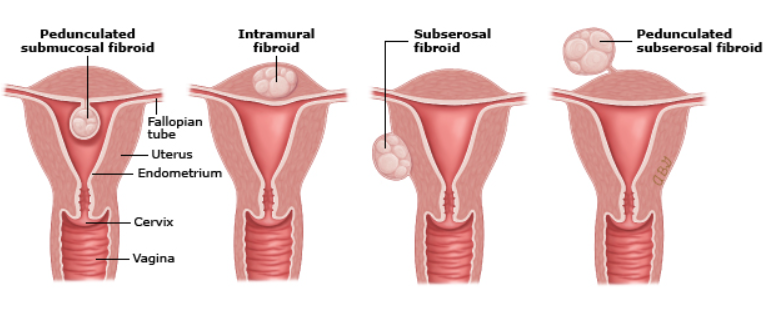 Pedunculated
submucosal fibroid
Intramural
fibroid
Subserosal
fibroid
Pedunculated
subserosal fibroid
Fallopian
tube
Uterus
Endometrium
Cervix
Vagina